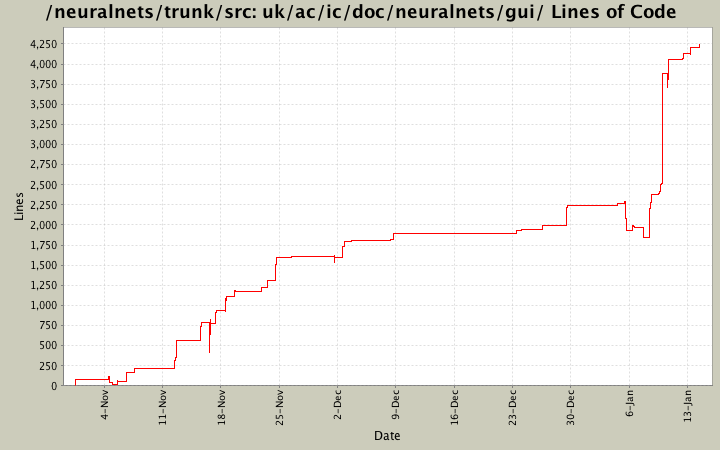 /neuralnets/trunk/src: uk/ac/ic/doc/neuralnets/gui/ Lines of Code
4,250
4,000
3,750
3,500
3,250
3,000
2,750
2,500
2,250
2,000
1,750
1,500
1,250
1,000
750
500
250
0
Lines
4-Nov
11-Nov
18-Nov
25-Nov
2-Dec
9-Dec
16-Dec
23-Dec
30-Dec
6-Jan
13-Jan
Date